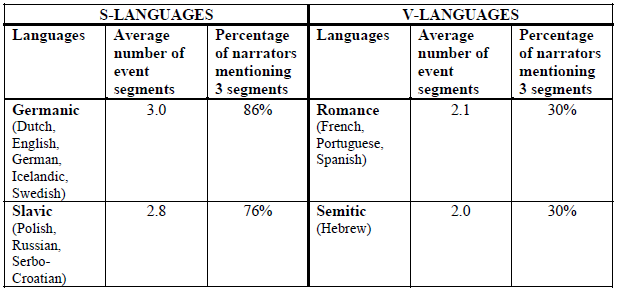 S-LANGUAGES
V-LANGUAGES
Languages
Average
number of
event
segments
Percentage
of narrators
mentioning
3 segments
Languages
Average
number of
event
segments
Percentage
of narrators
mentioning
3 segments
Germanic
(Dutch,
English,
German,
Icelandic,
Swedish)
3.0
86%
Romance
(French,
Portuguese,
Spanish)
2.1
30%
Slavic
(Polish,
Russian,
Serbo-
Croatian)
2.8
76%
Semitic
(Hebrew)
2.0
30%